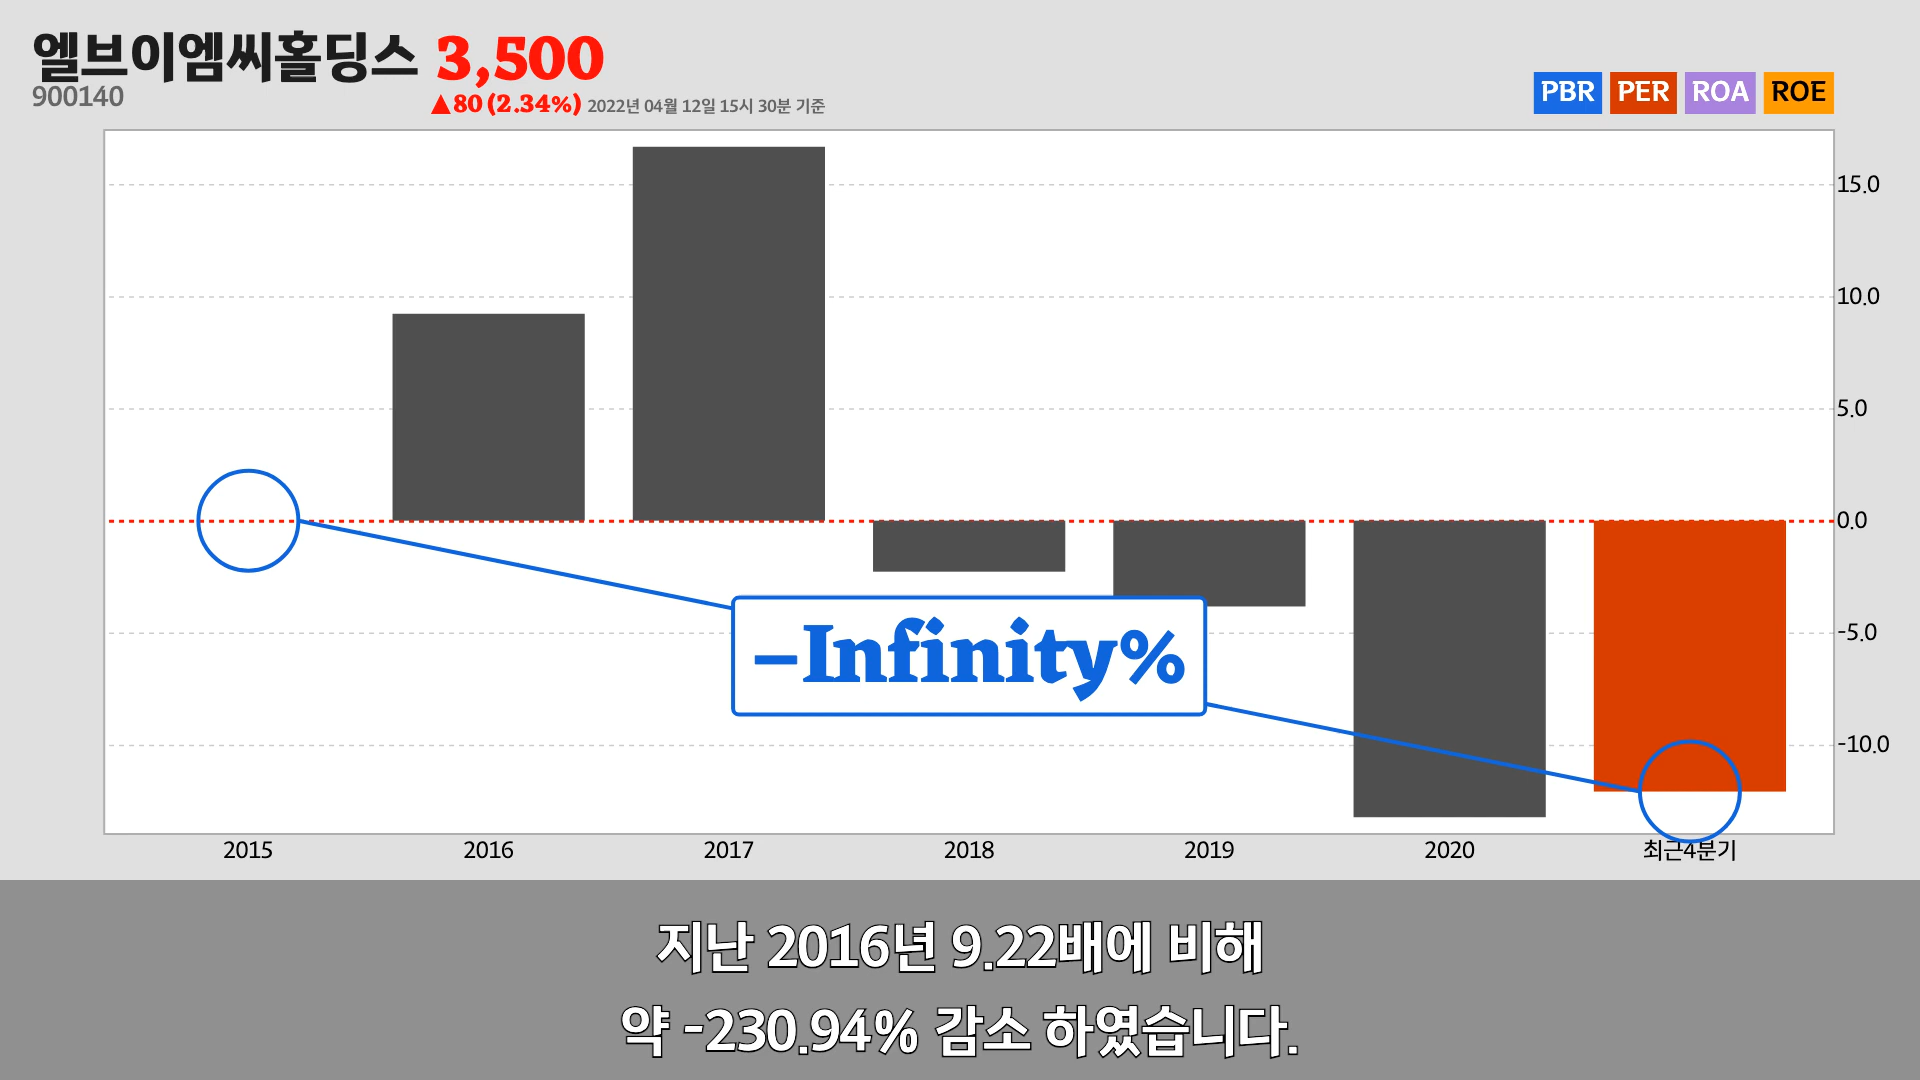 엘브이엠씨홀딩스 3,500
900140
▲80 (2.34%) 2022년 04월 12일 15시 30분 기준
PBR PER ROA ROE
15.0
10.0
5.0
0.0
-5.0
-10.0
–Infinity%
2015 2016 2017 2018 2019 2020 최근4분기
지난 2016년 9.22배에 비해
약 -230.94% 감소 하였습니다.